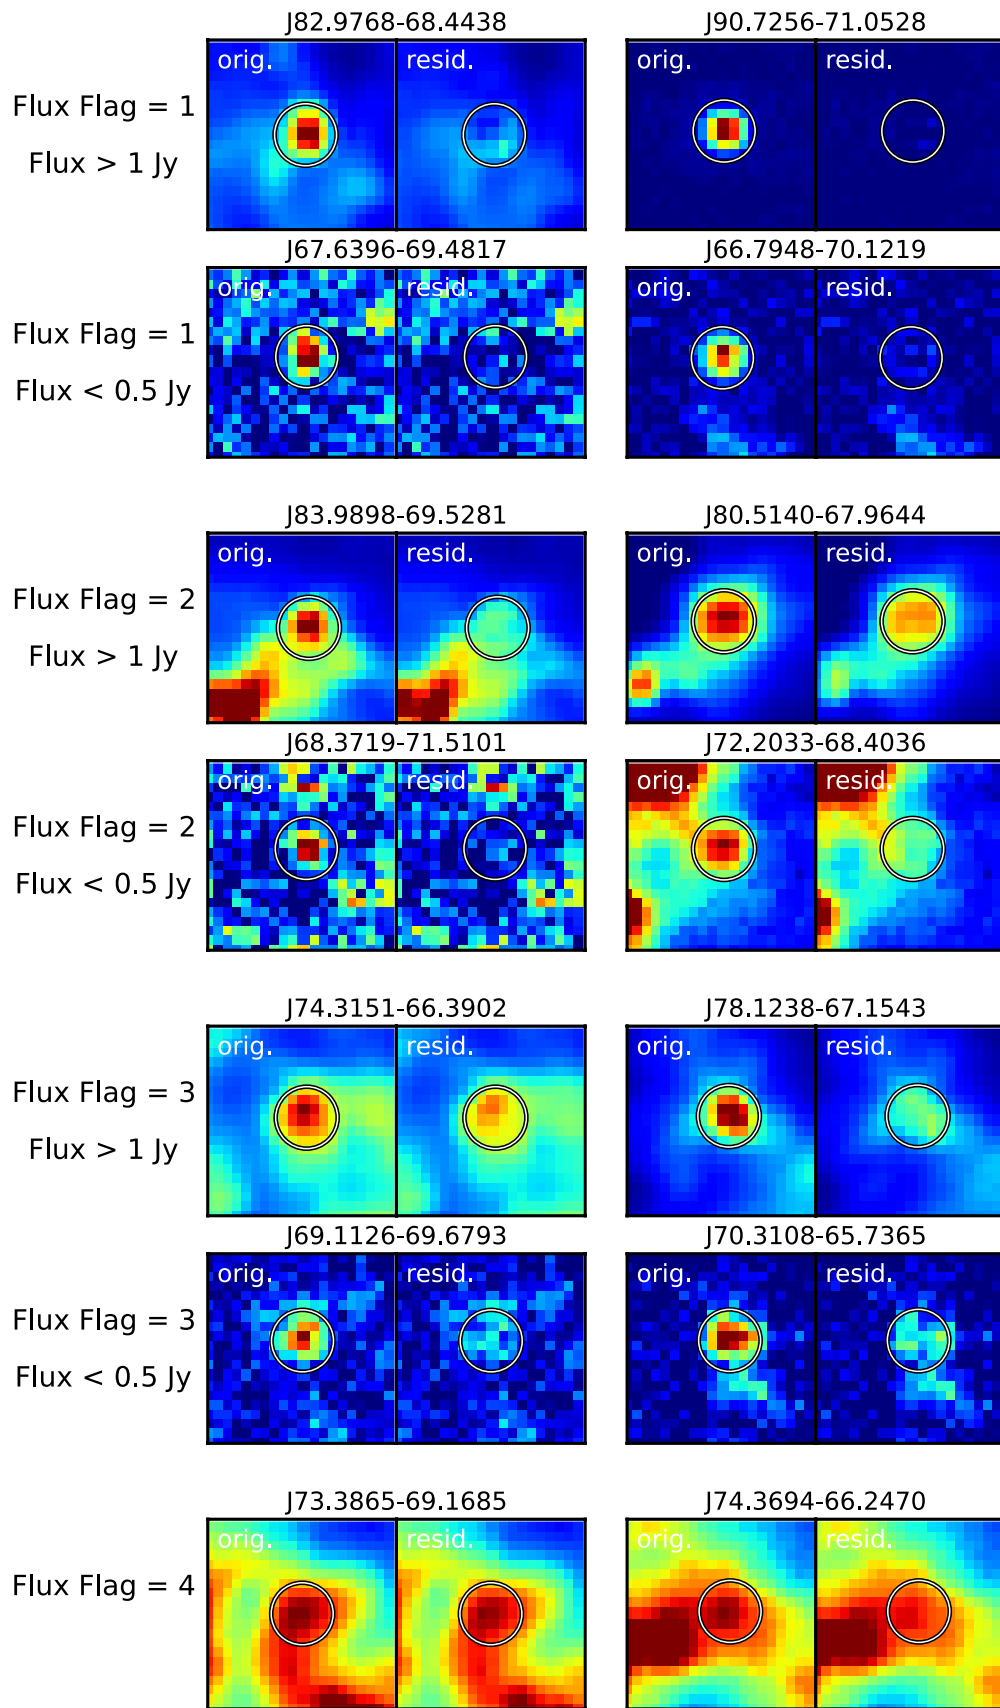 J82.9768-68.4438 J90.7256-71.0528
orig. resid. orig. resid.
Flux Flag = 1
Flux > 1 Jy
J67.6396-69.4817 J66.7948-70.1219
orig. resid. orig. resid.
Flux Flag = 1
Flux < 0.5 Jy
J83.9898-69.5281 J80.5140-67.9644
orig. resid. orig. resid.
Flux Flag = 2
Flux > 1 Jy
J68.3719-71.5101 J72.2033-68.4036
orig. resid. orig. resid.
Flux Flag = 2
Flux < 0.5 Jy
J74.3151-66.3902 J78.1238-67.1543
orig. resid. orig. resid.
Flux Flag = 3
Flux > 1 Jy
J69.1126-69.6793 J70.3108-65.7365
orig. resid. orig. resid.
Flux Flag = 3
Flux < 0.5 Jy
J73.3865-69.1685 J74.3694-66.2470
orig. resid. orig. resid.
Flux Flag = 4